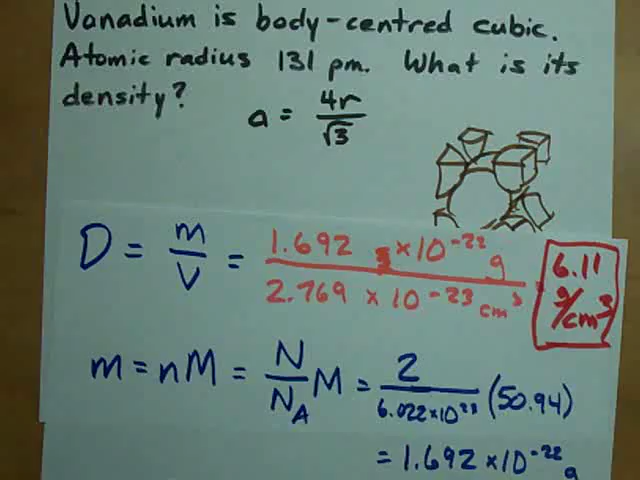 Vanadium is body-centred cubic.
Atomic radius 131 pm. What is its
density?
a = 4r/√3
D = m/V = 1.692 × 10⁻²² g / 2.769 × 10⁻²³ cm³ = 6.11 g/cm³
m = nM = N/N_A M = 2/6.022×10²³ (50.94)
= 1.692 × 10⁻²² g